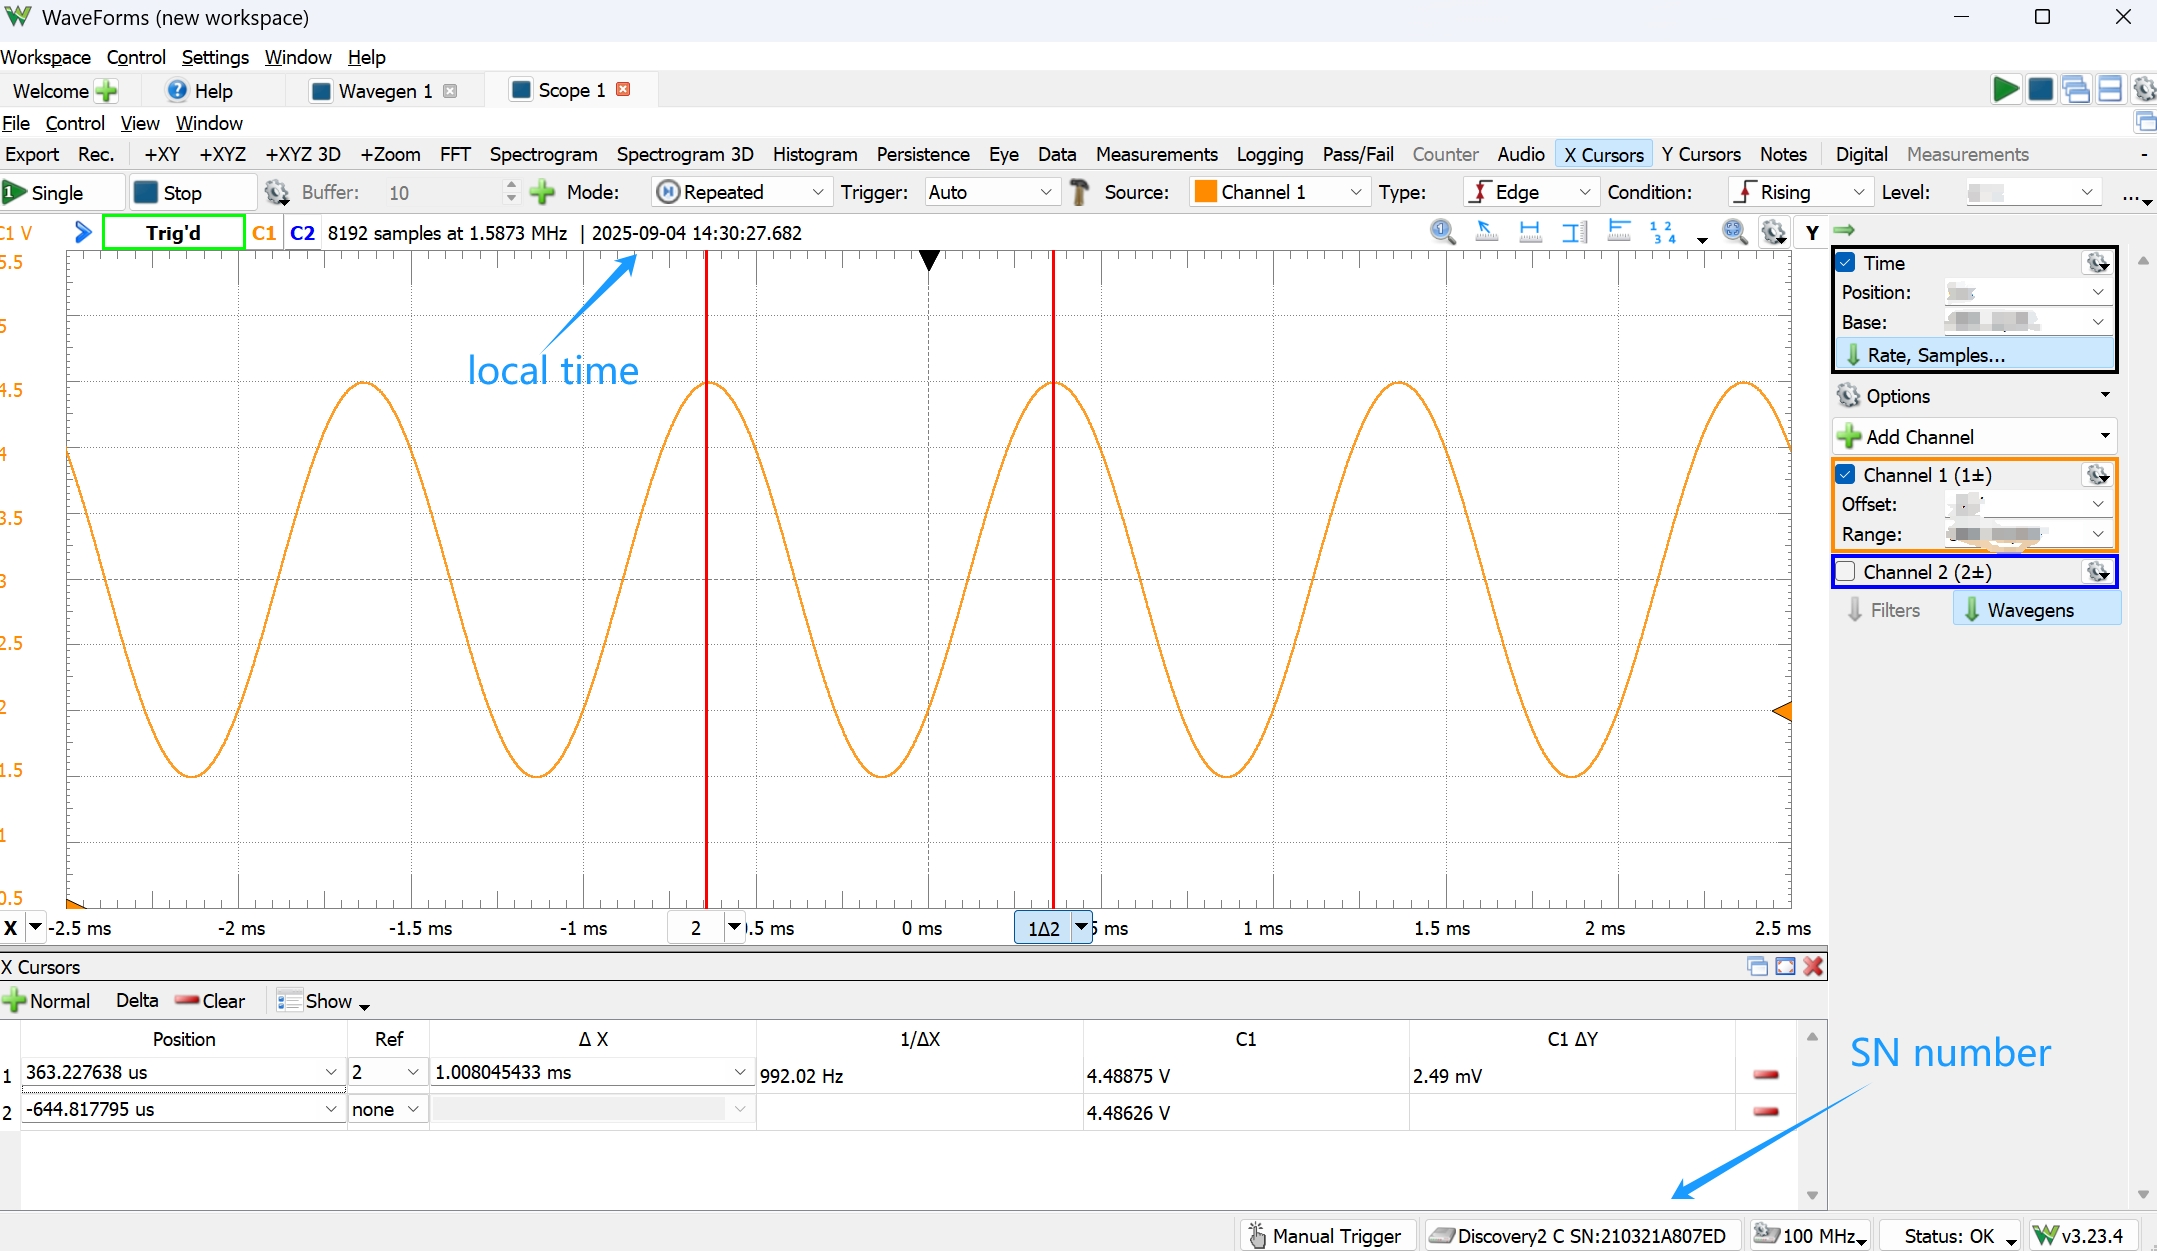 WaveForms (new workspace)
Workspace Control Settings Window Help
Welcome Help Wavegen 1 Scope 1
File Control View Window
Export Rec. +XY +XYZ +XYZ 3D +Zoom FFT Spectrogram Spectrogram 3D Histogram Persistence Eye Data Measurements Logging Pass/Fail Counter Audio X Cursors Y Cursors Notes Digital Measurements
Single Stop Buffer: 10 Mode: Repeated Trigger: Auto Source: Channel 1 Type: Edge Condition: Rising Level: ...
C1 V Trig'd C1 C2 8192 samples at 1.5873 MHz | 2025-09-04 14:30:27.682 Y
local time
5.5
5
4.5
4
3.5
3
2.5
2
1.5
1
0.5
X -2.5 ms -2 ms -1.5 ms -1 ms 2 .5 ms 0 ms 1Δ2 ms 1 ms 1.5 ms 2 ms 2.5 ms
Time
Position:
Base:
Rate, Samples...
Options
Add Channel
Channel 1 (1±)
Offset:
Range:
Channel 2 (2±)
Filters Wavegens
X Cursors
Normal Delta Clear Show
Position Ref Δ X 1/ΔX C1 C1 ΔY
1 363.227638 us 2 1.008045433 ms 992.02 Hz 4.48875 V 2.49 mV
2 -644.817795 us none 4.48626 V
SN number
Manual Trigger Discovery2 C SN:210321A807ED 100 MHz Status: OK v3.23.4